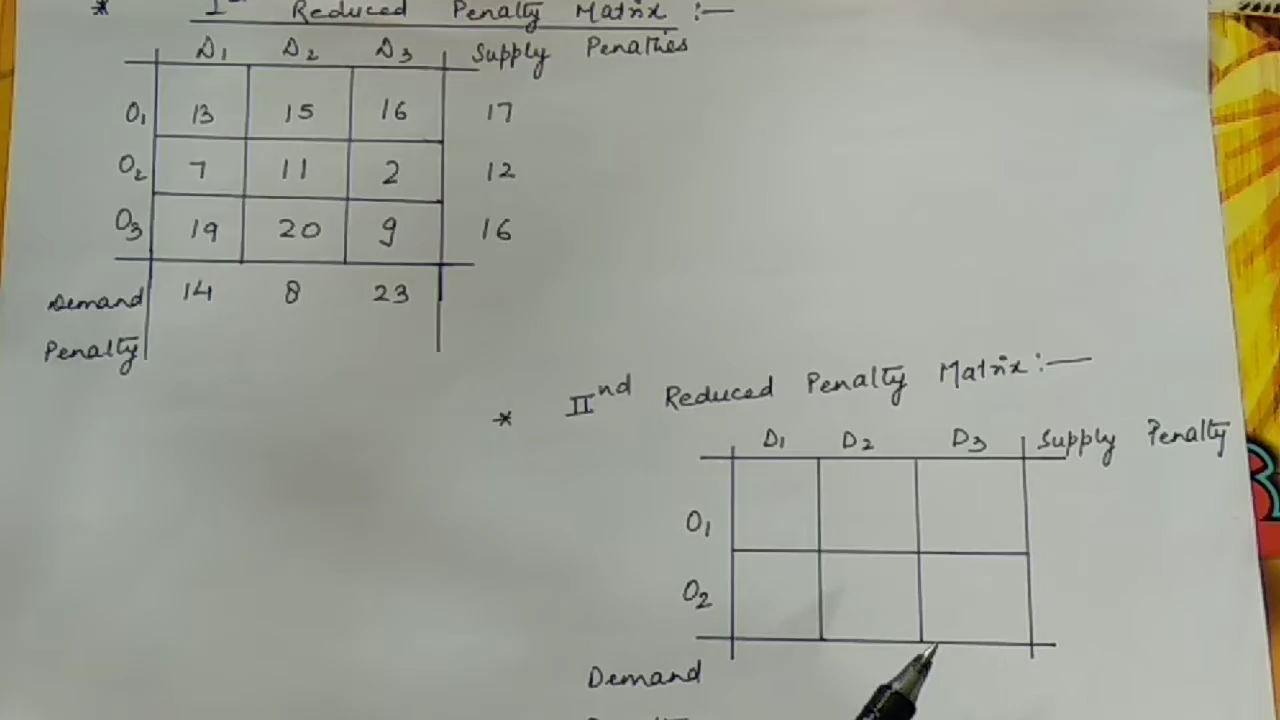 * I Reduced Penalty Matrix :—
D1 D2 D3 Supply Penalties
O1 13 15 16 17
O2 7 11 2 12
O3 19 20 9 16
Demand 14 8 23
Penalty
* IInd Reduced Penalty Matrix :—
D1 D2 D3 Supply Penalty
O1
O2
Demand